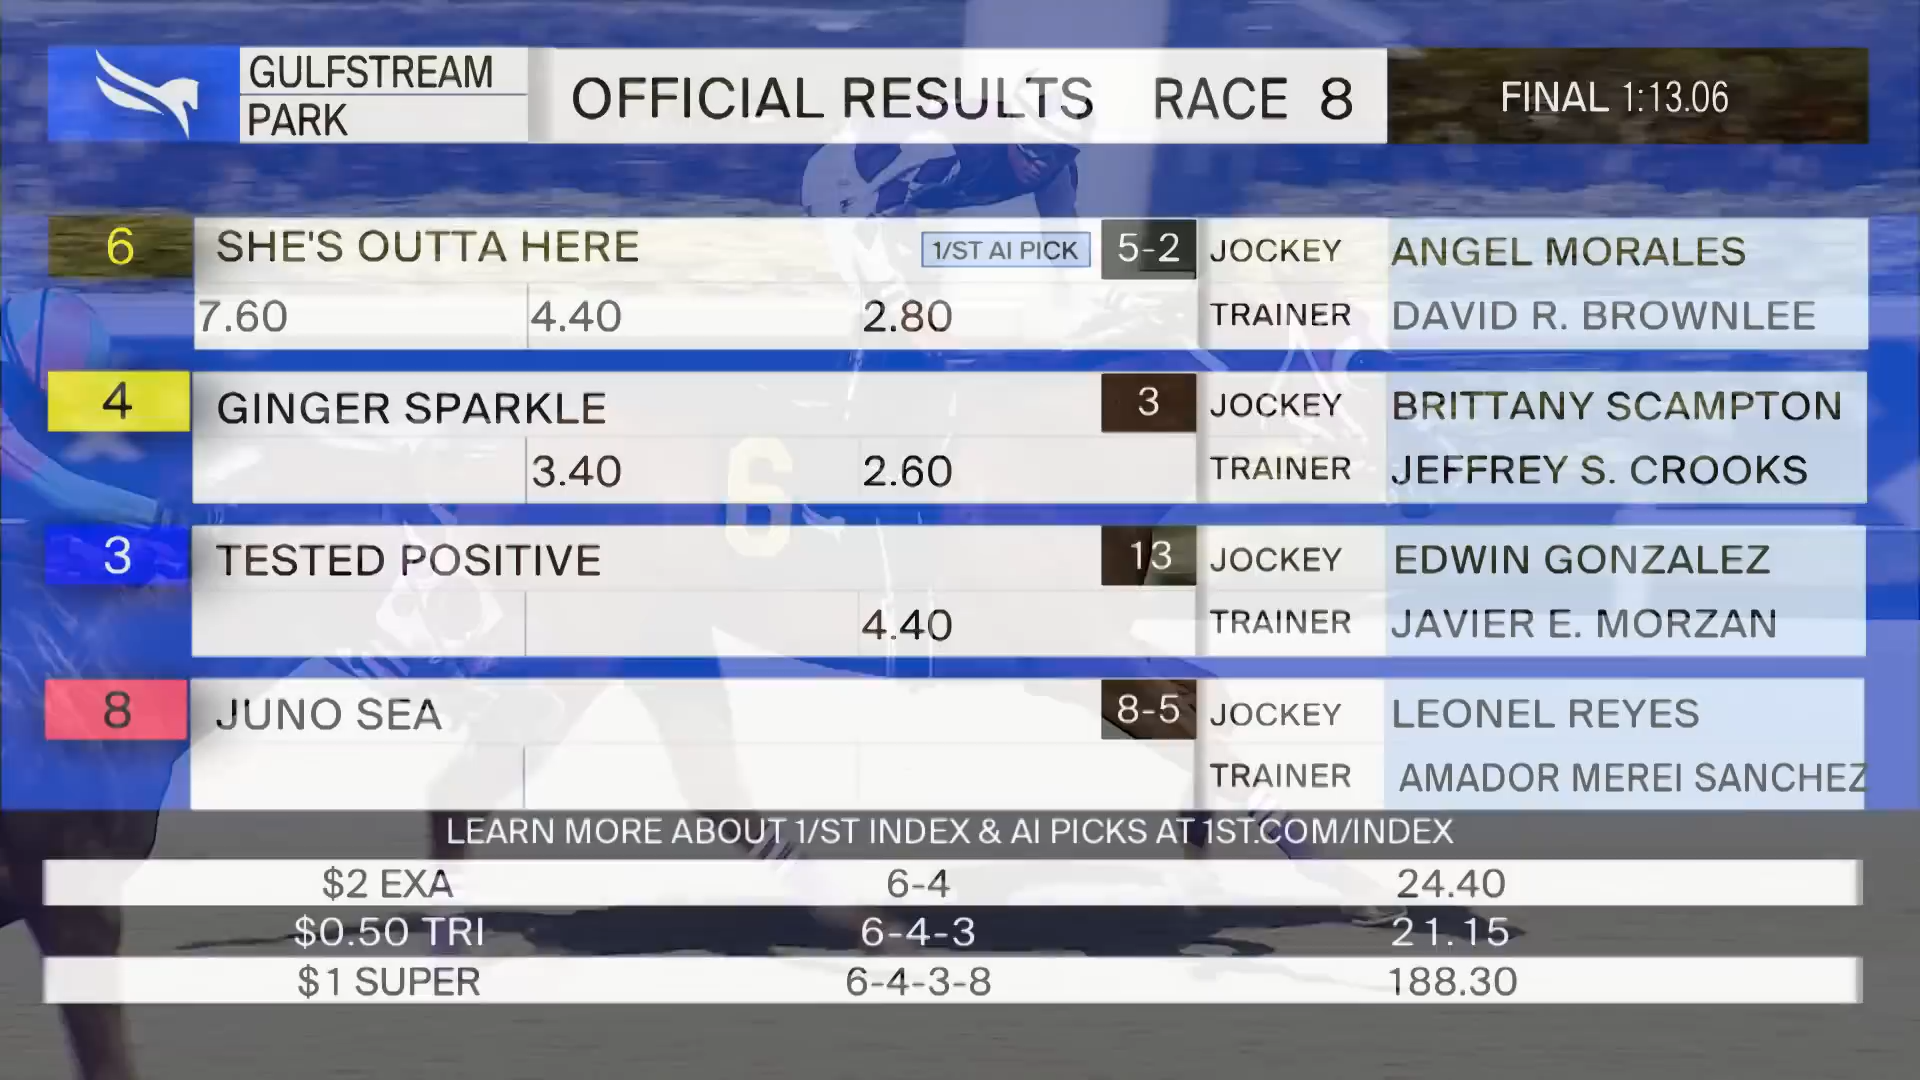 GULFSTREAM
PARK
OFFICIAL RESULTS RACE 8
FINAL 1:13.06
6 SHE'S OUTTA HERE 1/ST AI PICK 5-2 JOCKEY ANGEL MORALES
7.60 4.40 2.80 TRAINER DAVID R. BROWNLEE
4 GINGER SPARKLE 3 JOCKEY BRITTANY SCAMPTON
3.40 2.60 TRAINER JEFFREY S. CROOKS
6
3 TESTED POSITIVE 13 JOCKEY EDWIN GONZALEZ
4.40 TRAINER JAVIER E. MORZAN
8 JUNO SEA 8-5 JOCKEY LEONEL REYES
TRAINER AMADOR MEREI SANCHEZ
LEARN MORE ABOUT 1/ST INDEX & AI PICKS AT 1ST.COM/INDEX
$2 EXA 6-4 24.40
$0.50 TRI 6-4-3 21.15
$1 SUPER 6-4-3-8 188.30